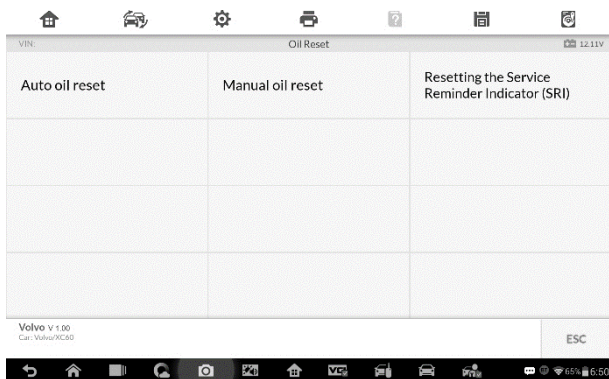 VIN:
Oil Reset
12.11V
Auto oil reset
Manual oil reset
Resetting the Service
Reminder Indicator (SRI)
Volvo V 1.00
Car: Volvo/XC60
ESC
65%
6:50